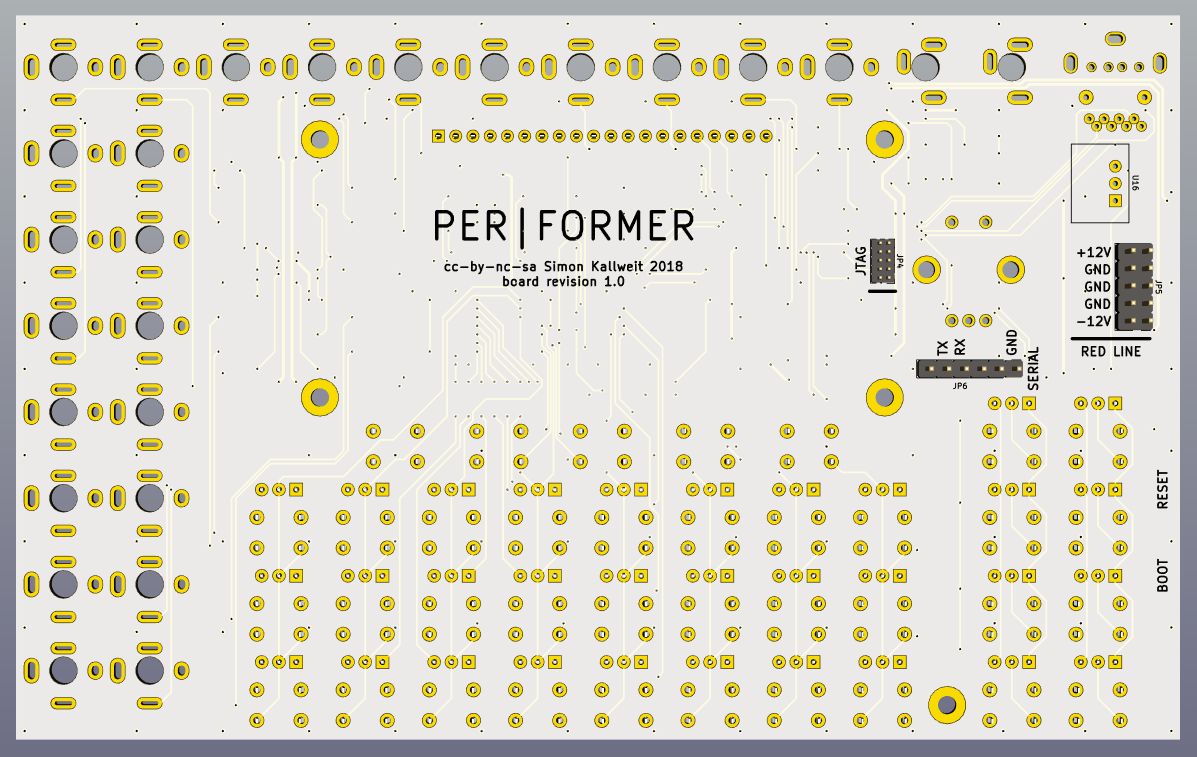 PER|FORMER
cc-by-nc-sa Simon Kallweit 2018
board revision 1.0
U16
JTAG
JP4
+12V
GND
GND
GND
-12V
JP5
RED LINE
TX
RX
GND
SERIAL
JP6
RESET
BOOT